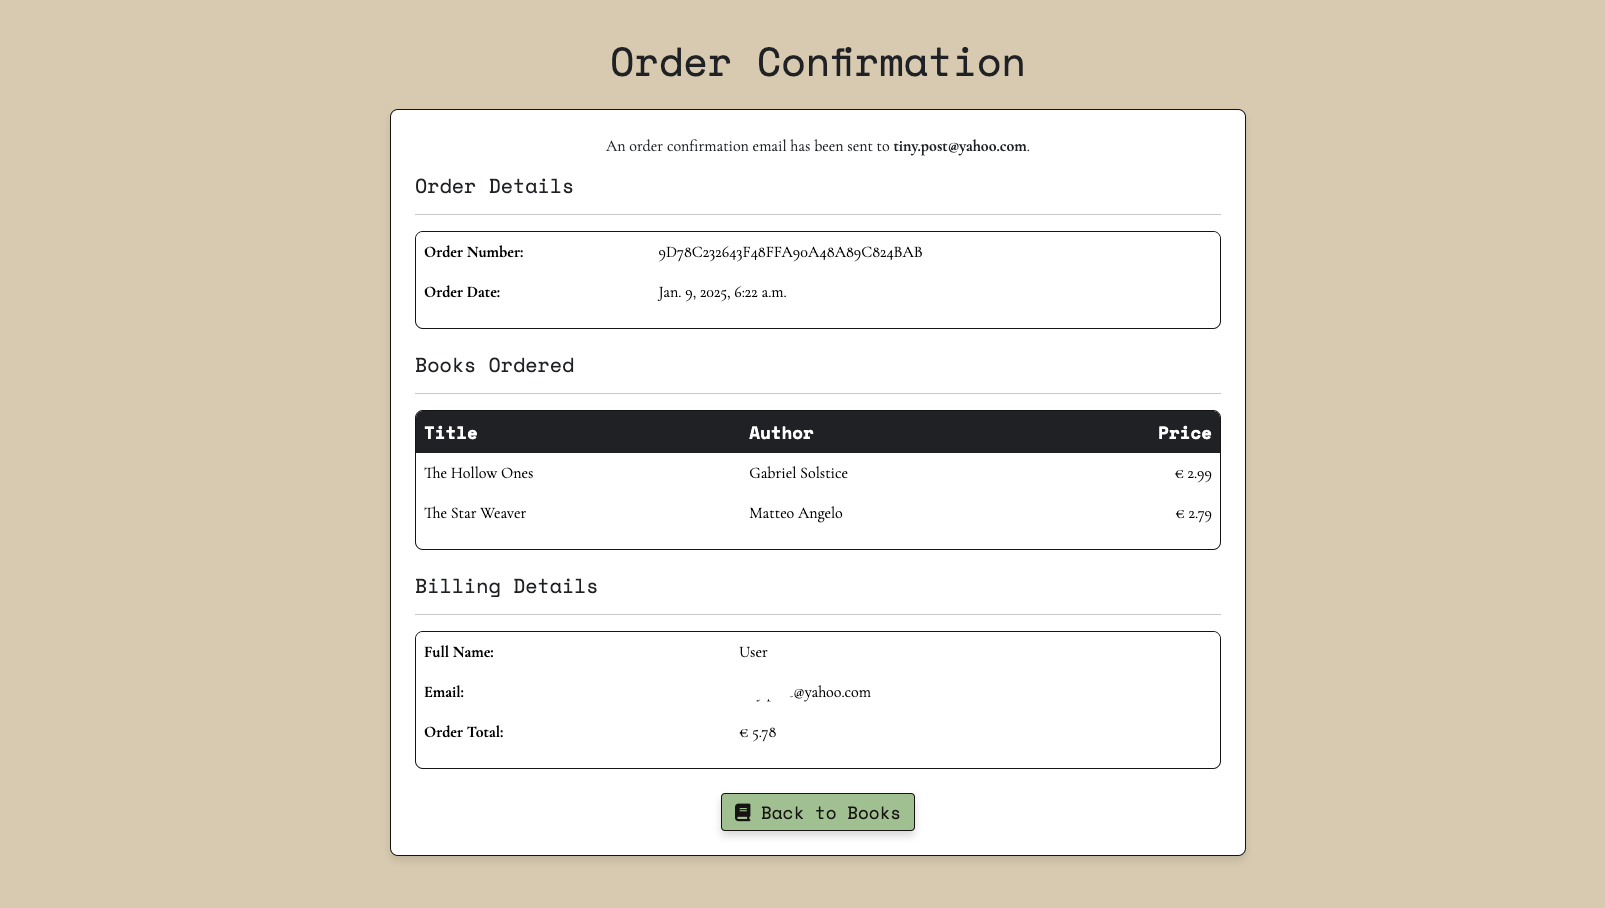 Order Confirmation
An order confirmation email has been sent to tiny.post@yahoo.com.
Order Details
Order Number: 9D78C232643F48FFA90A48A89C824BAB
Order Date: Jan. 9, 2025, 6:22 a.m.
Books Ordered
Title Author Price
The Hollow Ones Gabriel Solstice € 2.99
The Star Weaver Matteo Angelo € 2.79
Billing Details
Full Name: User
Email: @yahoo.com
Order Total: € 5.78
Back to Books